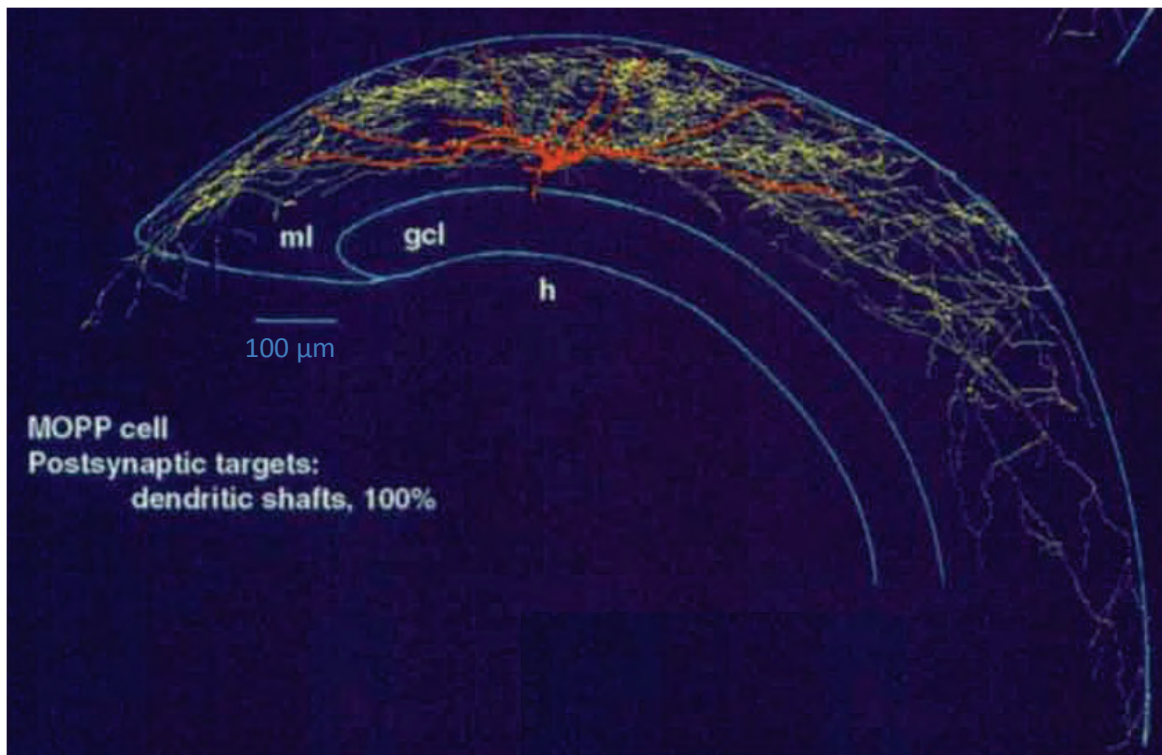 ml
gcl
h
100 µm
MOPP cell
Postsynaptic targets:
dendritic shafts, 100%